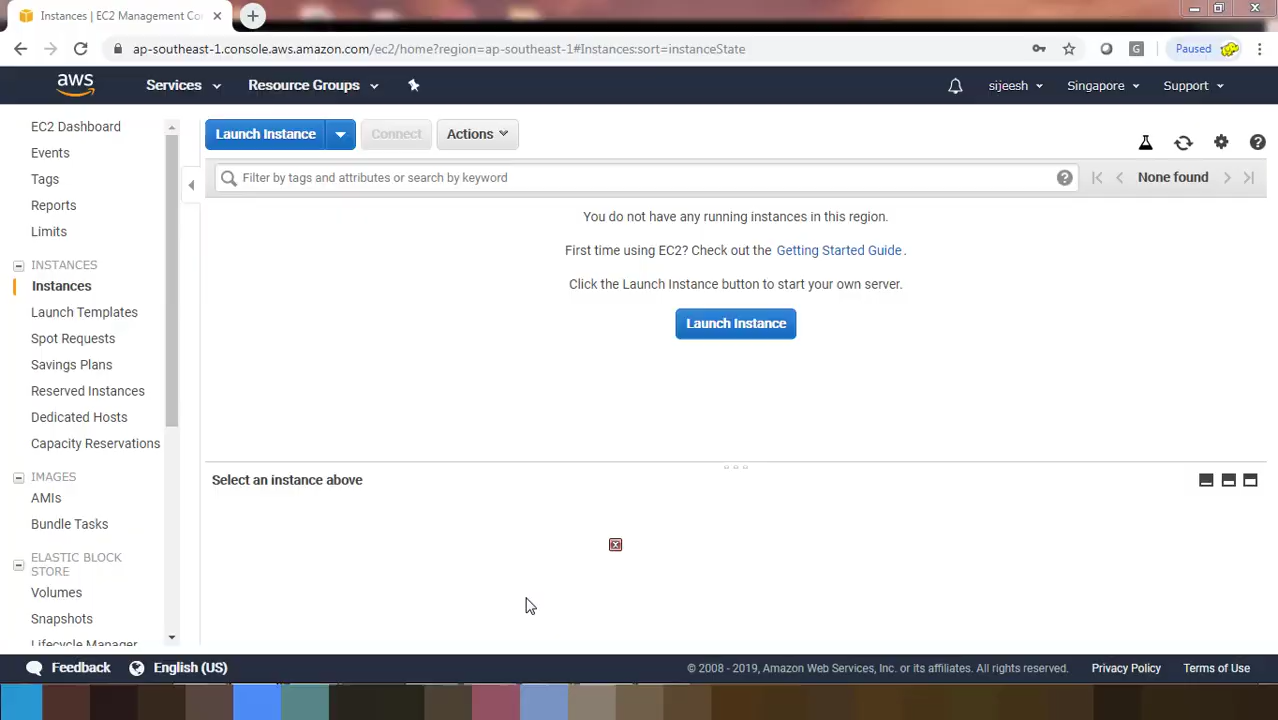 Instances | EC2 Management Co
ap-southeast-1.console.aws.amazon.com/ec2/home?region=ap-southeast-1#Instances:sort=instanceState
Paused
aws
Services
Resource Groups
sijeesh
Singapore
Support
EC2 Dashboard
Events
Tags
Reports
Limits
INSTANCES
Instances
Launch Templates
Spot Requests
Savings Plans
Reserved Instances
Dedicated Hosts
Capacity Reservations
IMAGES
AMIs
Bundle Tasks
ELASTIC BLOCK
STORE
Volumes
Snapshots
Lifecycle Manager
Launch Instance
Connect
Actions
Filter by tags and attributes or search by keyword
None found
You do not have any running instances in this region.
First time using EC2? Check out the Getting Started Guide.
Click the Launch Instance button to start your own server.
Launch Instance
Select an instance above
Feedback
English (US)
© 2008 - 2019, Amazon Web Services, Inc. or its affiliates. All rights reserved.
Privacy Policy
Terms of Use